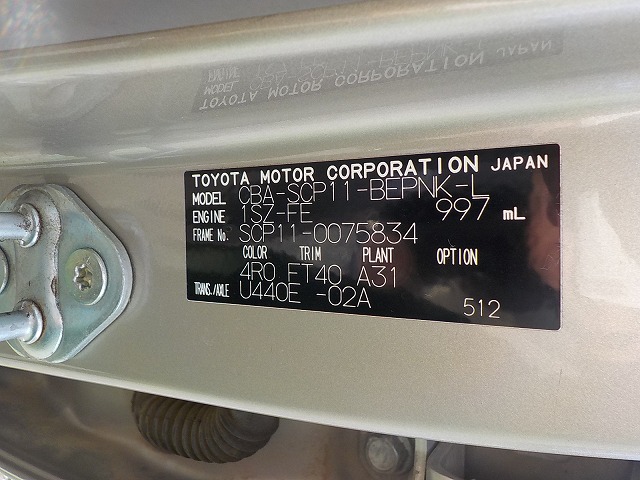 TOYOTA MOTOR CORPORATION JAPAN
MODEL CBA-SCP11-BEPNK-L
ENGINE 1SZ-FE 997 mL
FRAME No. SCP11-0075834
COLOR TRIM PLANT OPTION
4R0 FT40 A31
TRANS./AXLE U440E -02A
512